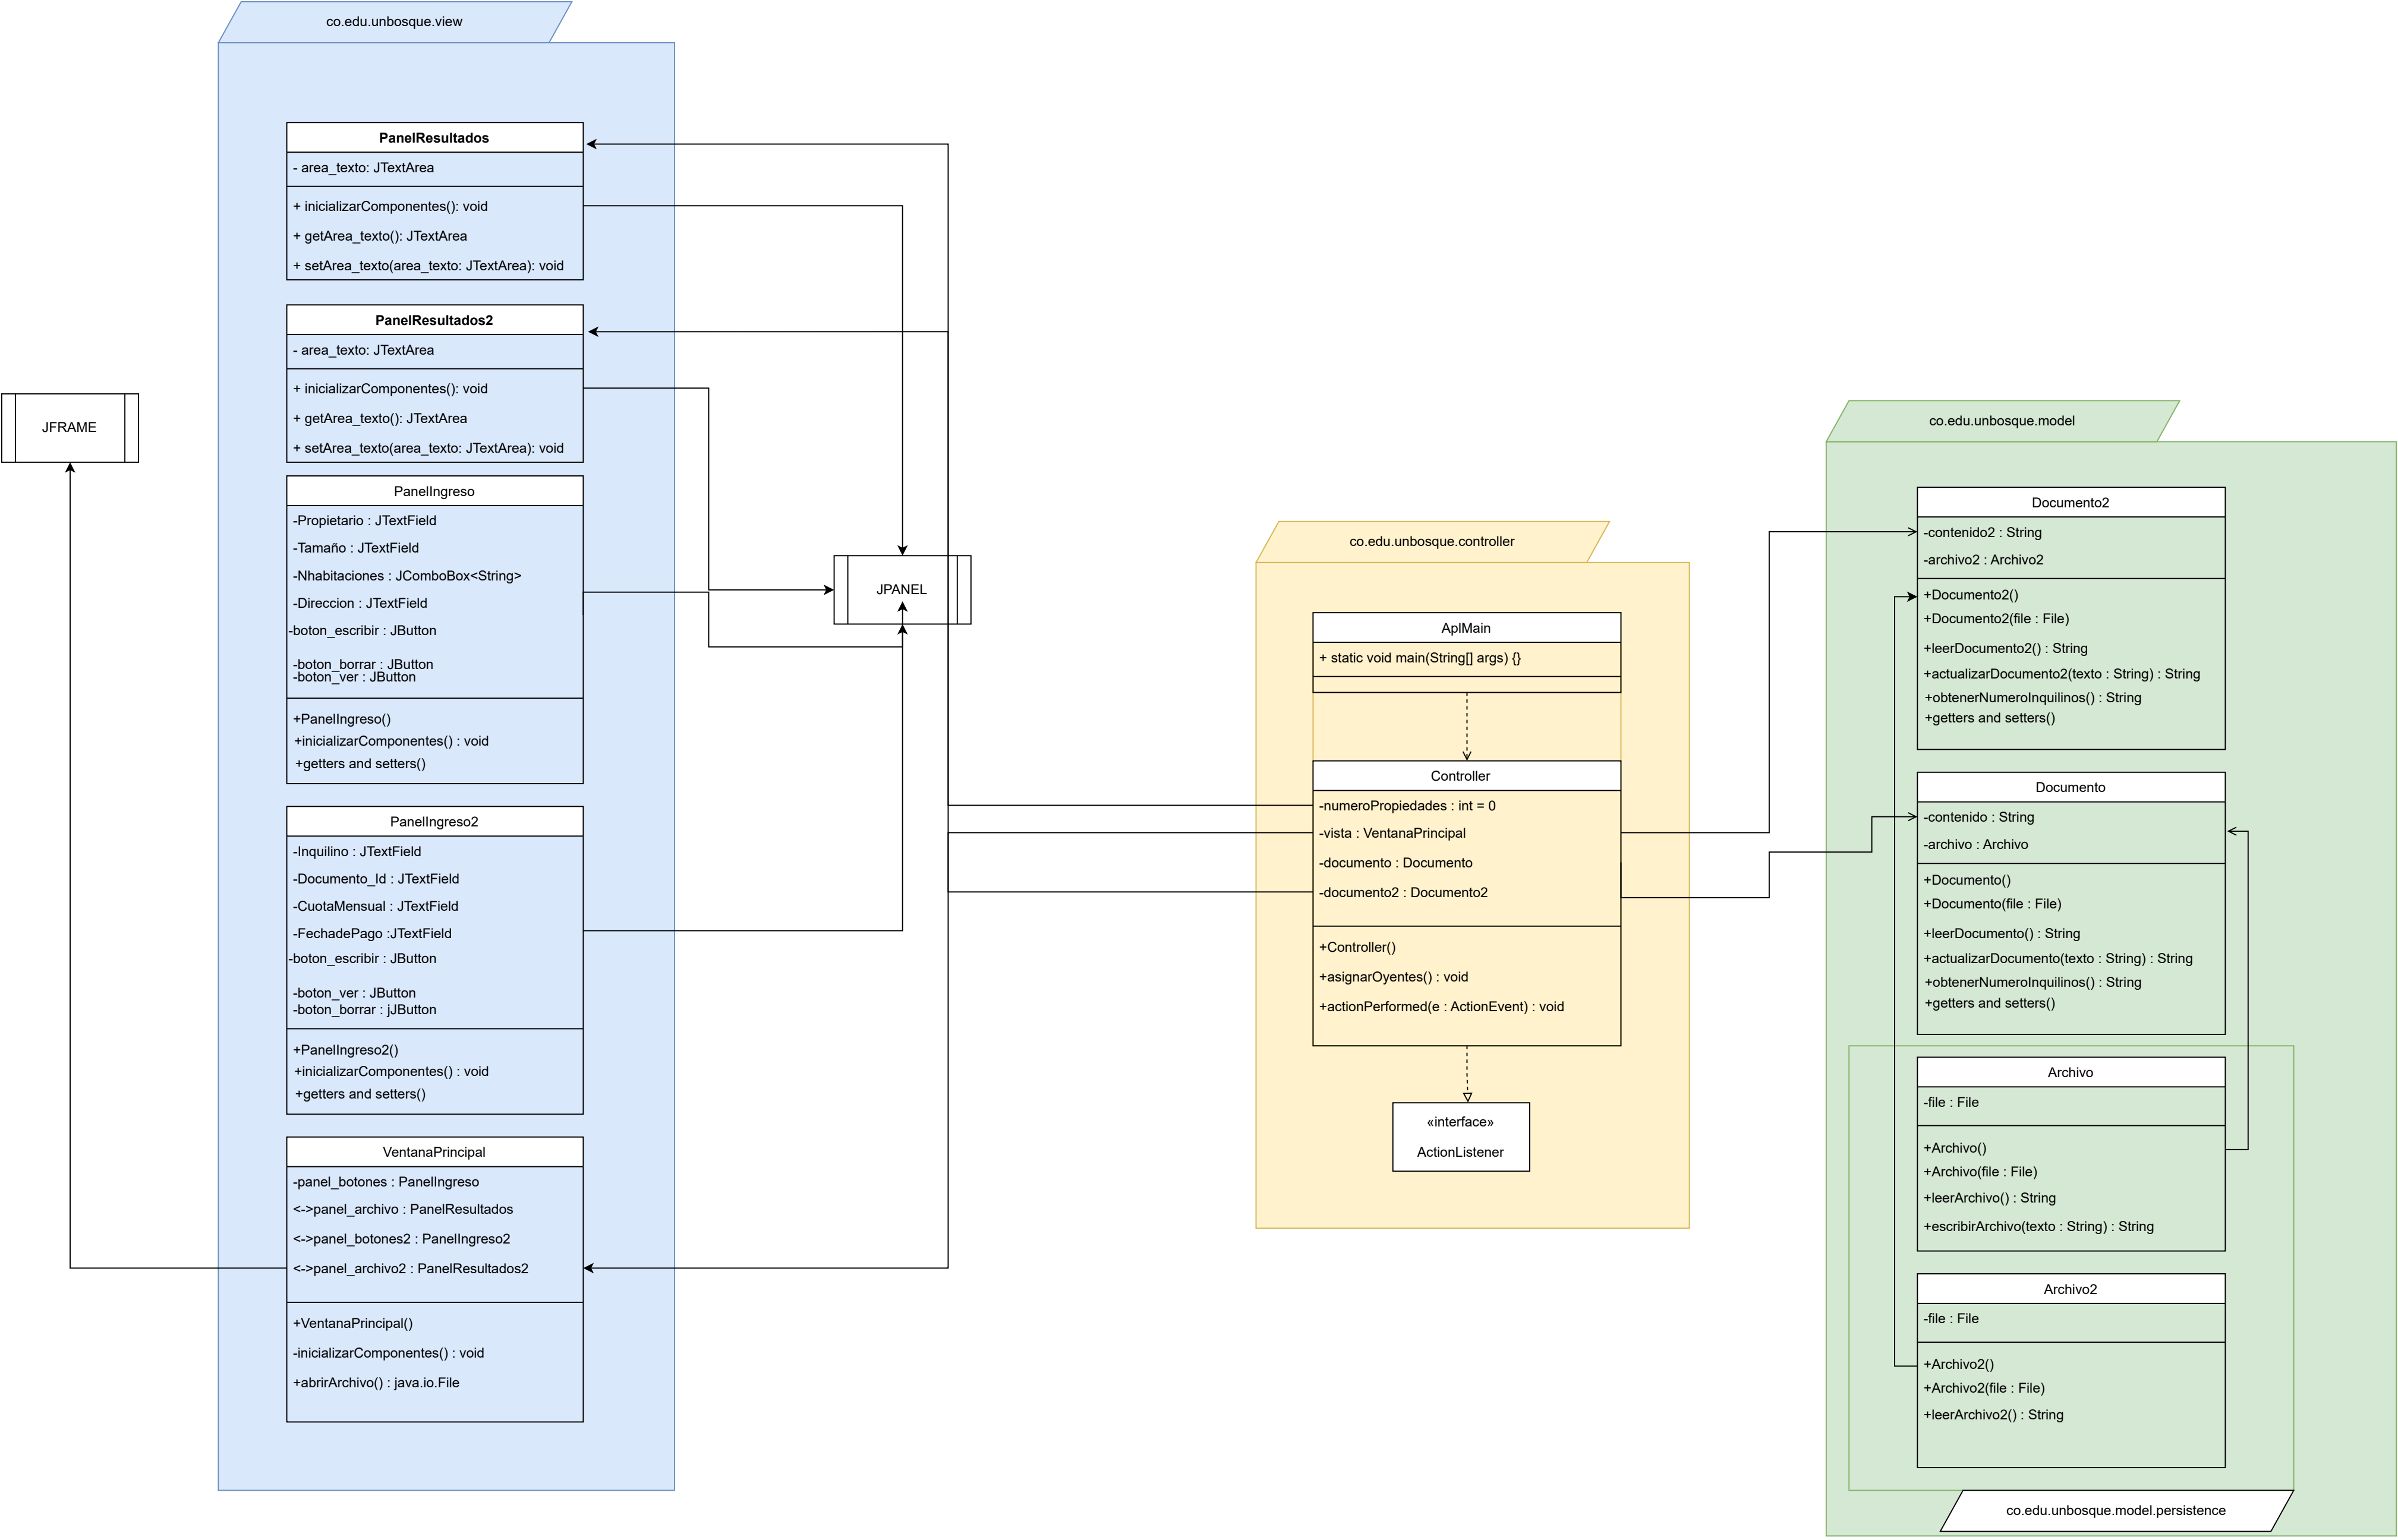 co.edu.unbosque.view
PanelResultados
- area_texto: JTextArea
+ inicializarComponentes(): void
+ getArea_texto(): JTextArea
+ setArea_texto(area_texto: JTextArea): void
PanelResultados2
- area_texto: JTextArea
+ inicializarComponentes(): void
+ getArea_texto(): JTextArea
+ setArea_texto(area_texto: JTextArea): void
JFRAME
PanelIngreso
-Propietario : JTextField
-Tamaño : JTextField
-Nhabitaciones : JComboBox<String>
-Direccion : JTextField
-boton_escribir : JButton
-boton_borrar : JButton
-boton_ver : JButton
+PanelIngreso()
+inicializarComponentes() : void
+getters and setters()
PanelIngreso2
-Inquilino : JTextField
-Documento_Id : JTextField
-CuotaMensual : JTextField
-FechadePago :JTextField
-boton_escribir : JButton
-boton_ver : JButton
-boton_borrar : jJButton
+PanelIngreso2()
+inicializarComponentes() : void
+getters and setters()
VentanaPrincipal
-panel_botones : PanelIngreso
<->panel_archivo : PanelResultados
<->panel_botones2 : PanelIngreso2
<->panel_archivo2 : PanelResultados2
+VentanaPrincipal()
-inicializarComponentes() : void
+abrirArchivo() : java.io.File
JPANEL
co.edu.unbosque.controller
AplMain
+ static void main(String[] args) {}
Controller
-numeroPropiedades : int = 0
-vista : VentanaPrincipal
-documento : Documento
-documento2 : Documento2
+Controller()
+asignarOyentes() : void
+actionPerformed(e : ActionEvent) : void
«interface»
ActionListener
co.edu.unbosque.model
Documento2
-contenido2 : String
-archivo2 : Archivo2
+Documento2()
+Documento2(file : File)
+leerDocumento2() : String
+actualizarDocumento2(texto : String) : String
+obtenerNumeroInquilinos() : String
+getters and setters()
Documento
-contenido : String
-archivo : Archivo
+Documento()
+Documento(file : File)
+leerDocumento() : String
+actualizarDocumento(texto : String) : String
+obtenerNumeroInquilinos() : String
+getters and setters()
Archivo
-file : File
+Archivo()
+Archivo(file : File)
+leerArchivo() : String
+escribirArchivo(texto : String) : String
Archivo2
-file : File
+Archivo2()
+Archivo2(file : File)
+leerArchivo2() : String
co.edu.unbosque.model.persistence